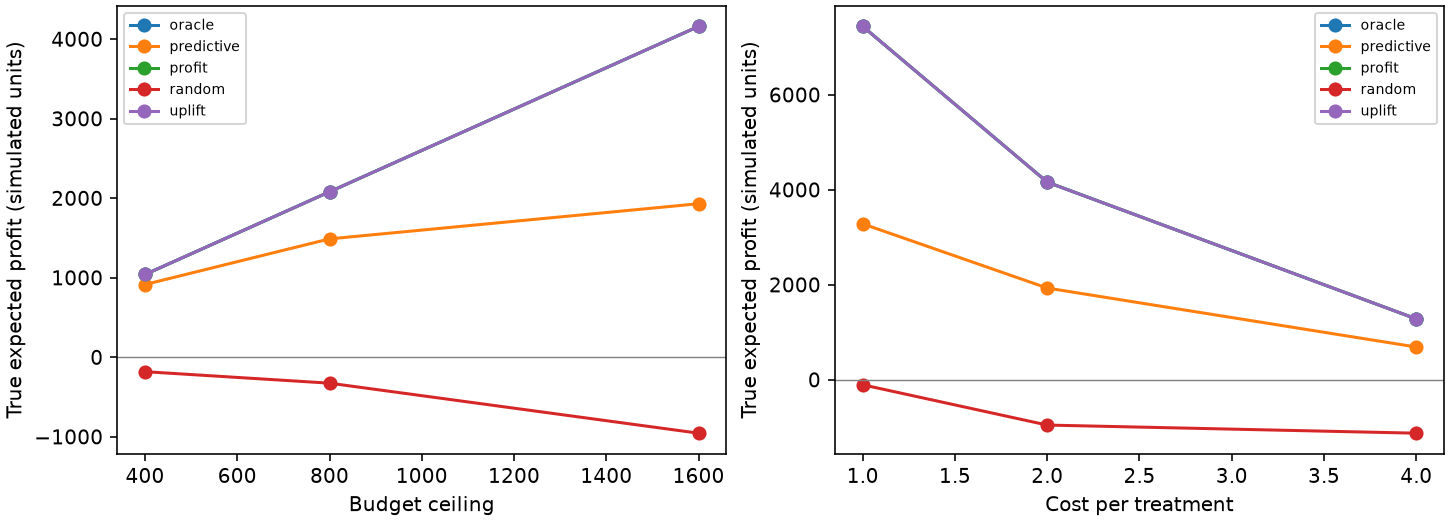 True expected profit (simulated units)
4000
3000
2000
1000
0
−1000
oracle
predictive
profit
random
uplift
400
600
800
1000
1200
1400
1600
Budget ceiling
True expected profit (simulated units)
6000
4000
2000
0
oracle
predictive
profit
random
uplift
1.0
1.5
2.0
2.5
3.0
3.5
4.0
Cost per treatment